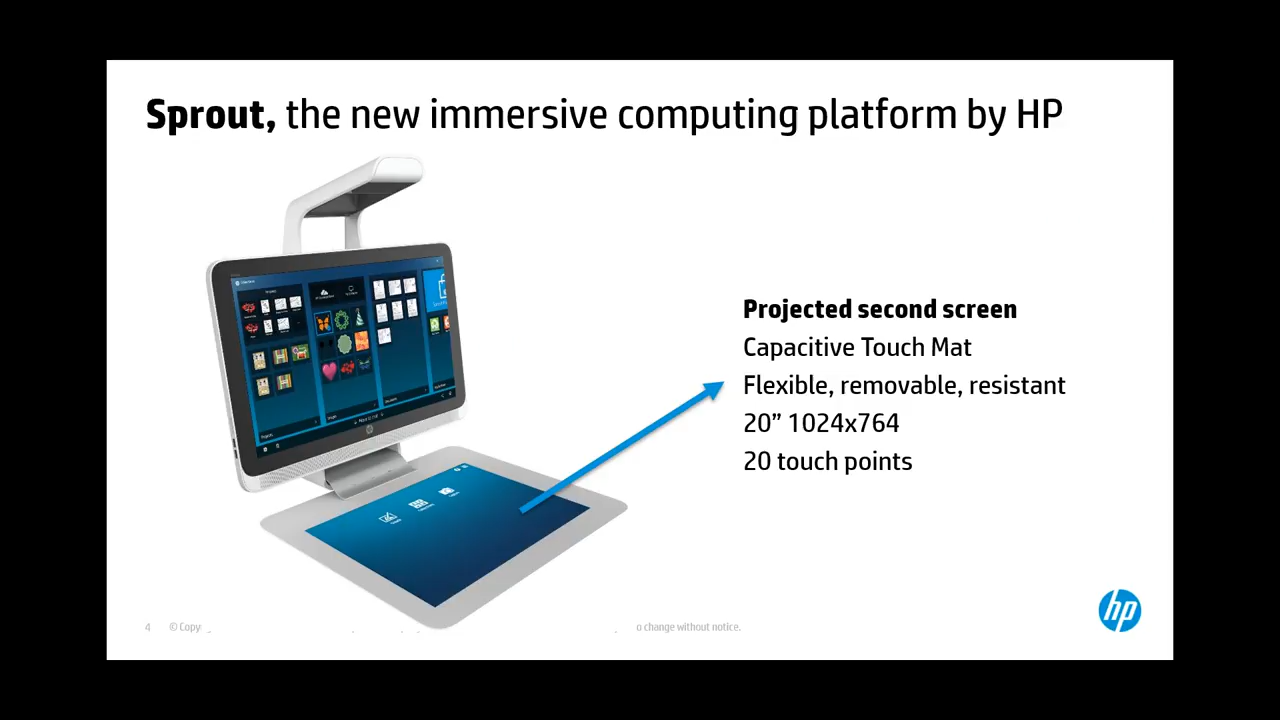 Sprout, the new immersive computing platform by HP
Projected second screen
Capacitive Touch Mat
Flexible, removable, resistant
20” 1024x764
20 touch points
4 © Copy
o change without notice.
hp